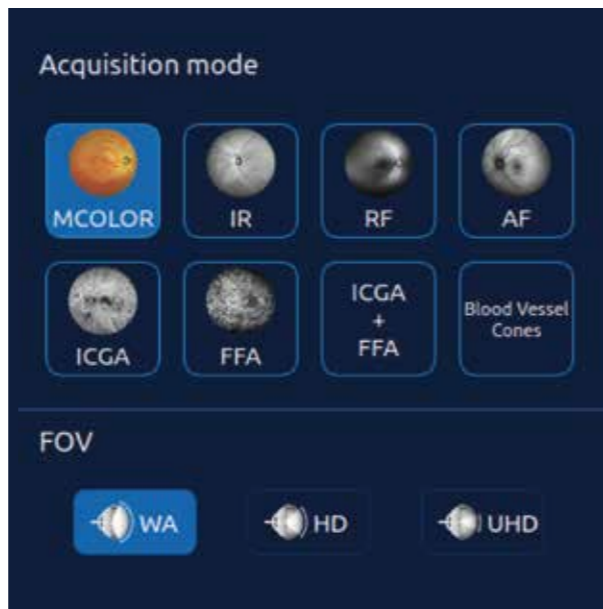 Acquisition mode
MCOLOR
IR
RF
AF
ICGA
FFA
ICGA
+
FFA
Blood Vessel
Cones
FOV
WA
HD
UHD